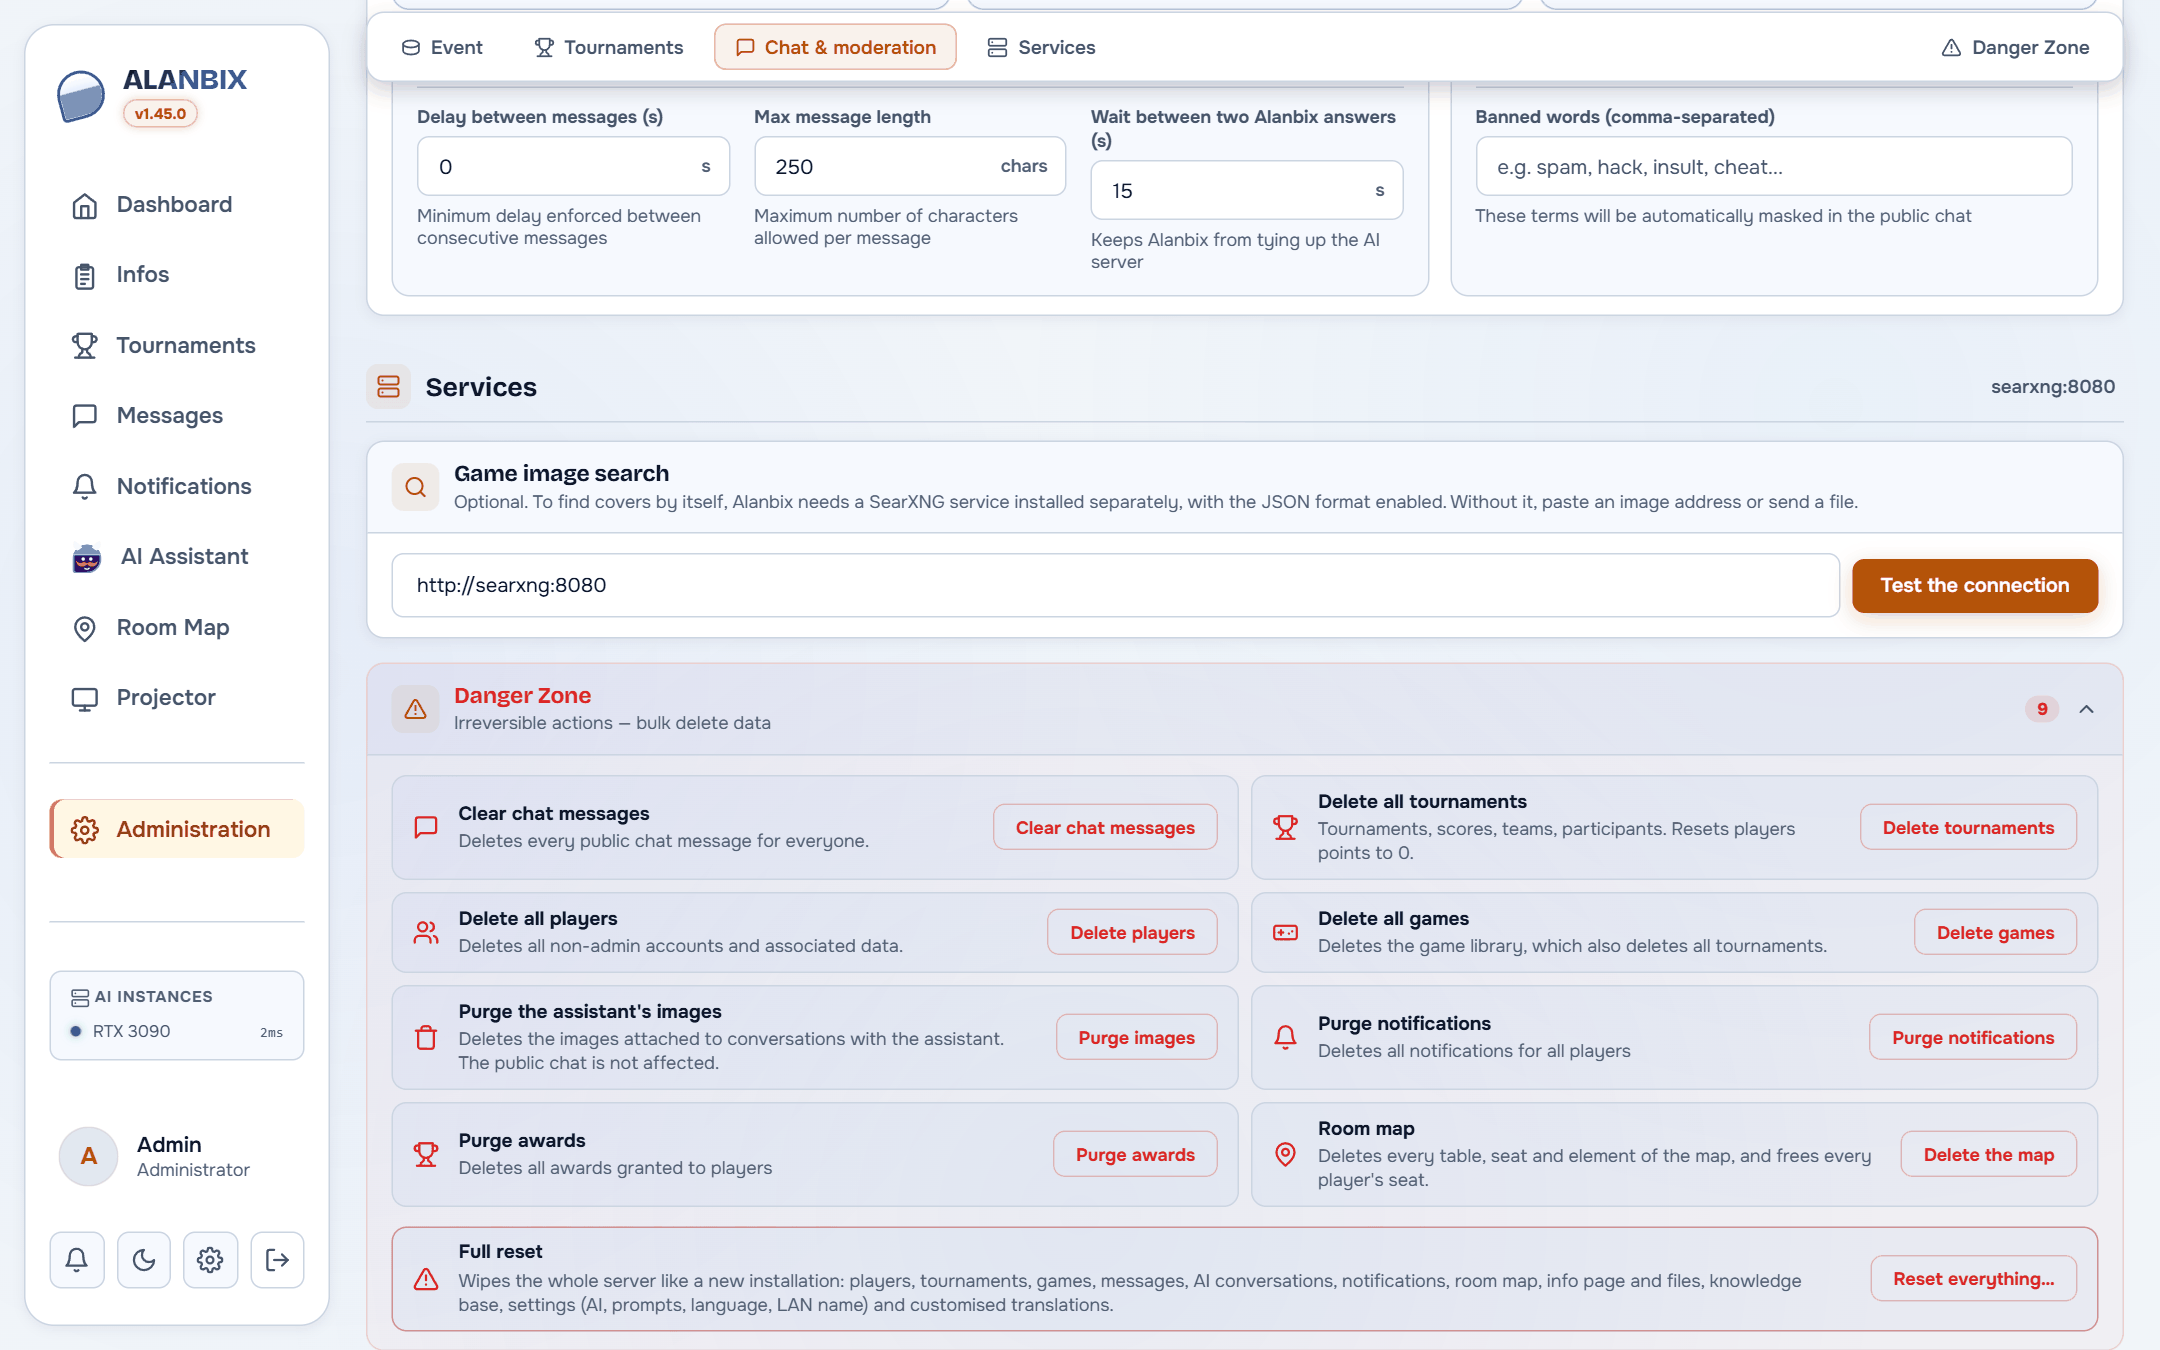 ALANBIX
v1.45.0
Dashboard
Infos
Tournaments
Messages
Notifications
AI Assistant
Room Map
Projector
Administration
AI INSTANCES
RTX 3090
2ms
A
Admin
Administrator
Event
Tournaments
Chat & moderation
Services
Danger Zone
Delay between messages (s)
0
s
Minimum delay enforced between
consecutive messages
Max message length
250
chars
Maximum number of characters
allowed per message
Wait between two Alanbix answers
(s)
15
s
Keeps Alanbix from tying up the AI
server
Banned words (comma-separated)
e.g. spam, hack, insult, cheat...
These terms will be automatically masked in the public chat
Services
searxng:8080
Game image search
Optional. To find covers by itself, Alanbix needs a SearXNG service installed separately, with the JSON format enabled. Without it, paste an image address or send a file.
http://searxng:8080
Test the connection
Danger Zone
Irreversible actions — bulk delete data
9
Clear chat messages
Deletes every public chat message for everyone.
Clear chat messages
Delete all tournaments
Tournaments, scores, teams, participants. Resets players
points to 0.
Delete tournaments
Delete all players
Deletes all non-admin accounts and associated data.
Delete players
Delete all games
Deletes the game library, which also deletes all tournaments.
Delete games
Purge the assistant's images
Deletes the images attached to conversations with the assistant.
The public chat is not affected.
Purge images
Purge notifications
Deletes all notifications for all players
Purge notifications
Purge awards
Deletes all awards granted to players
Purge awards
Room map
Deletes every table, seat and element of the map, and frees every
player's seat.
Delete the map
Full reset
Wipes the whole server like a new installation: players, tournaments, games, messages, AI conversations, notifications, room map, info page and files, knowledge
base, settings (AI, prompts, language, LAN name) and customised translations.
Reset everything...